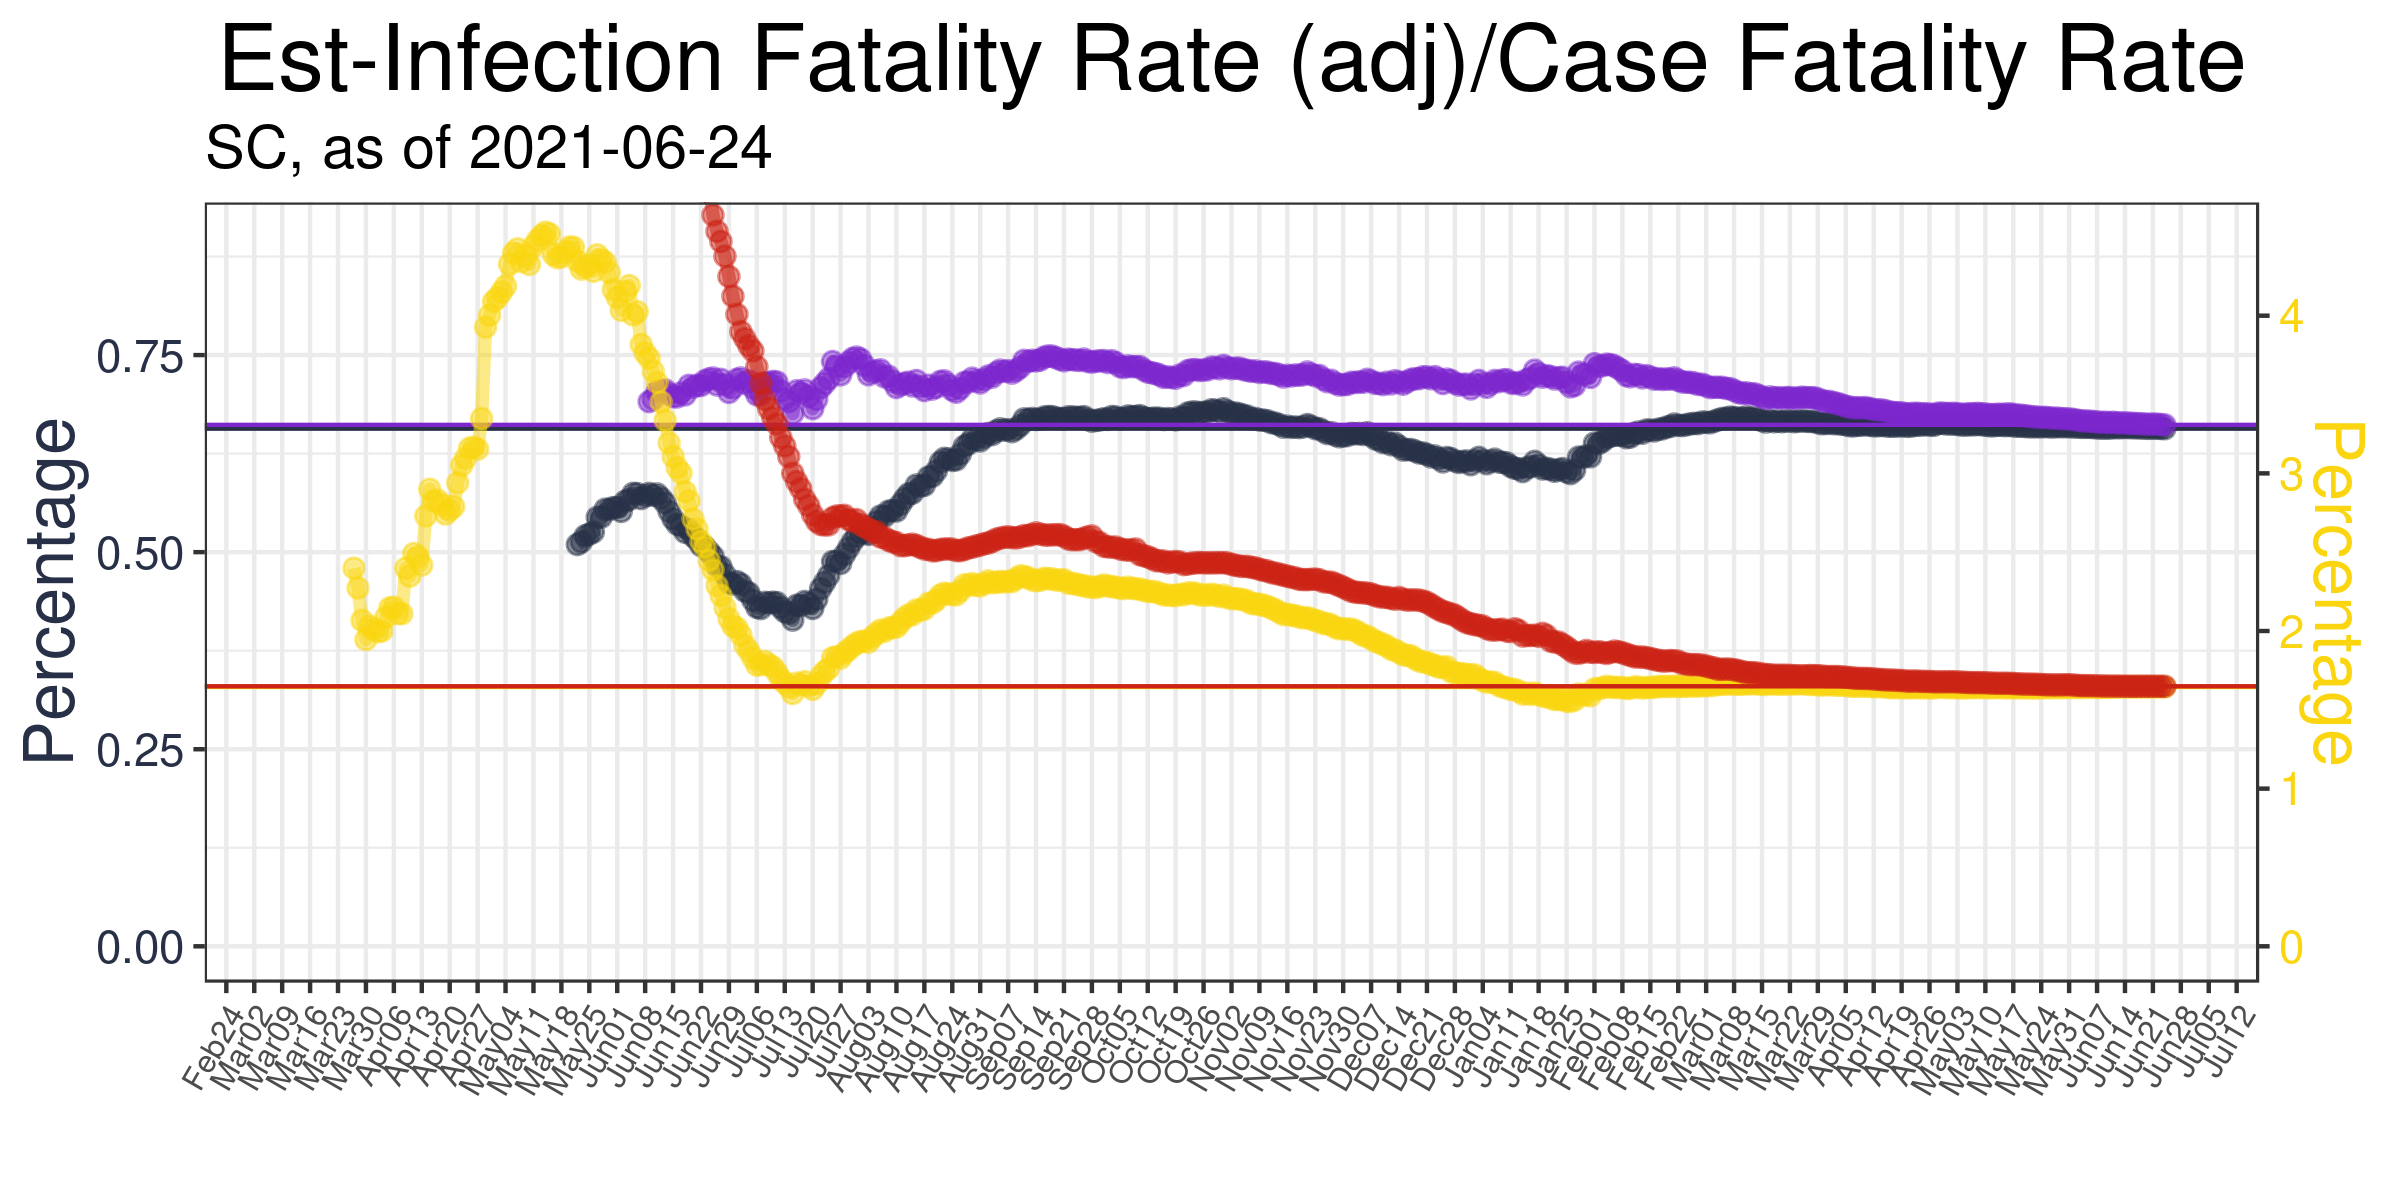 Est-Infection Fatality Rate (adj)/Case Fatality Rate
SC, as of 2021-06-24
Percentage
0.75
0.50
0.25
0.00
4
3
2
1
0
Percentage
Feb24
Mar02
Mar09
Mar16
Mar23
Mar30
Apr06
Apr13
Apr20
Apr27
May04
May11
May18
May25
Jun01
Jun08
Jun15
Jun22
Jun29
Jul06
Jul13
Jul20
Jul27
Aug03
Aug10
Aug17
Aug24
Aug31
Sep07
Sep14
Sep21
Sep28
Oct05
Oct12
Oct19
Oct26
Nov02
Nov09
Nov16
Nov23
Nov30
Dec07
Dec14
Dec21
Dec28
Jan04
Jan11
Jan18
Jan25
Feb01
Feb08
Feb15
Feb22
Mar01
Mar08
Mar15
Mar22
Mar29
Apr05
Apr12
Apr19
Apr26
May03
May10
May17
May24
May31
Jun07
Jun14
Jun21
Jun28
Jul05
Jul12